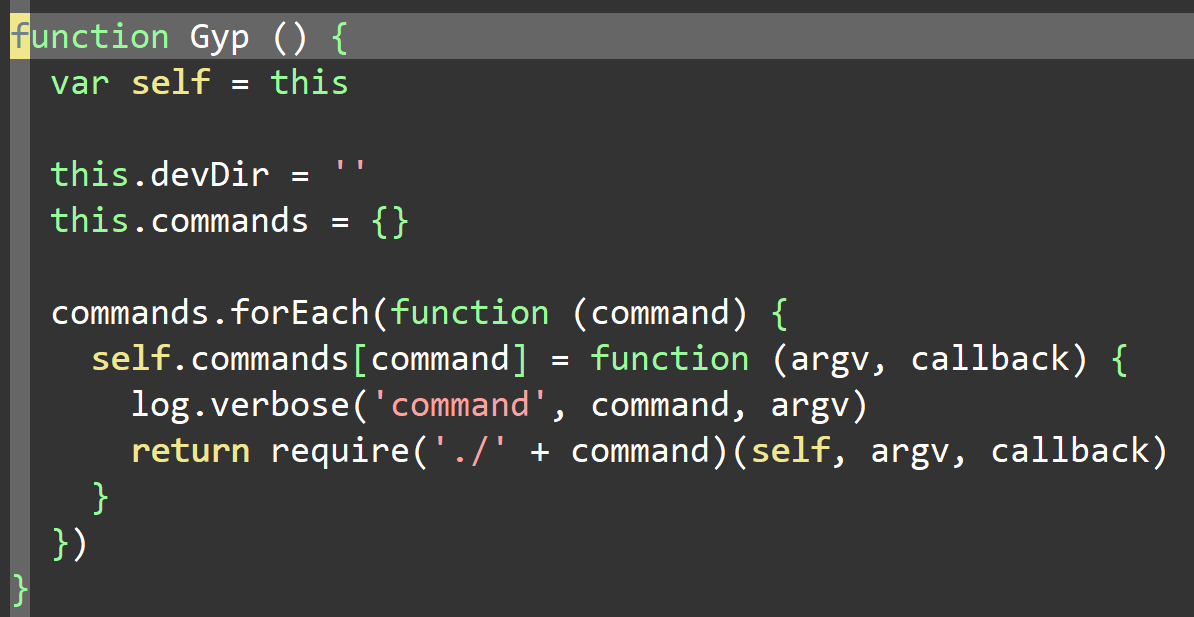 function Gyp () {
  var self = this

  this.devDir = ''
  this.commands = {}

  commands.forEach(function (command) {
    self.commands[command] = function (argv, callback) {
      log.verbose('command', command, argv)
      return require('./' + command)(self, argv, callback)
    }
  })
}